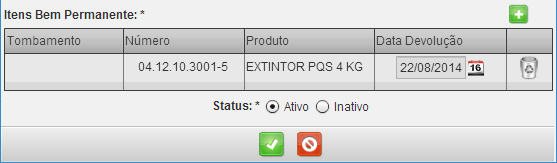 Itens Bem Permanente: *
Tombamento Número Produto Data Devolução
04.12.10.3001-5 EXTINTOR PQS 4 KG 22/08/2014 16
Status: * Ativo Inativo